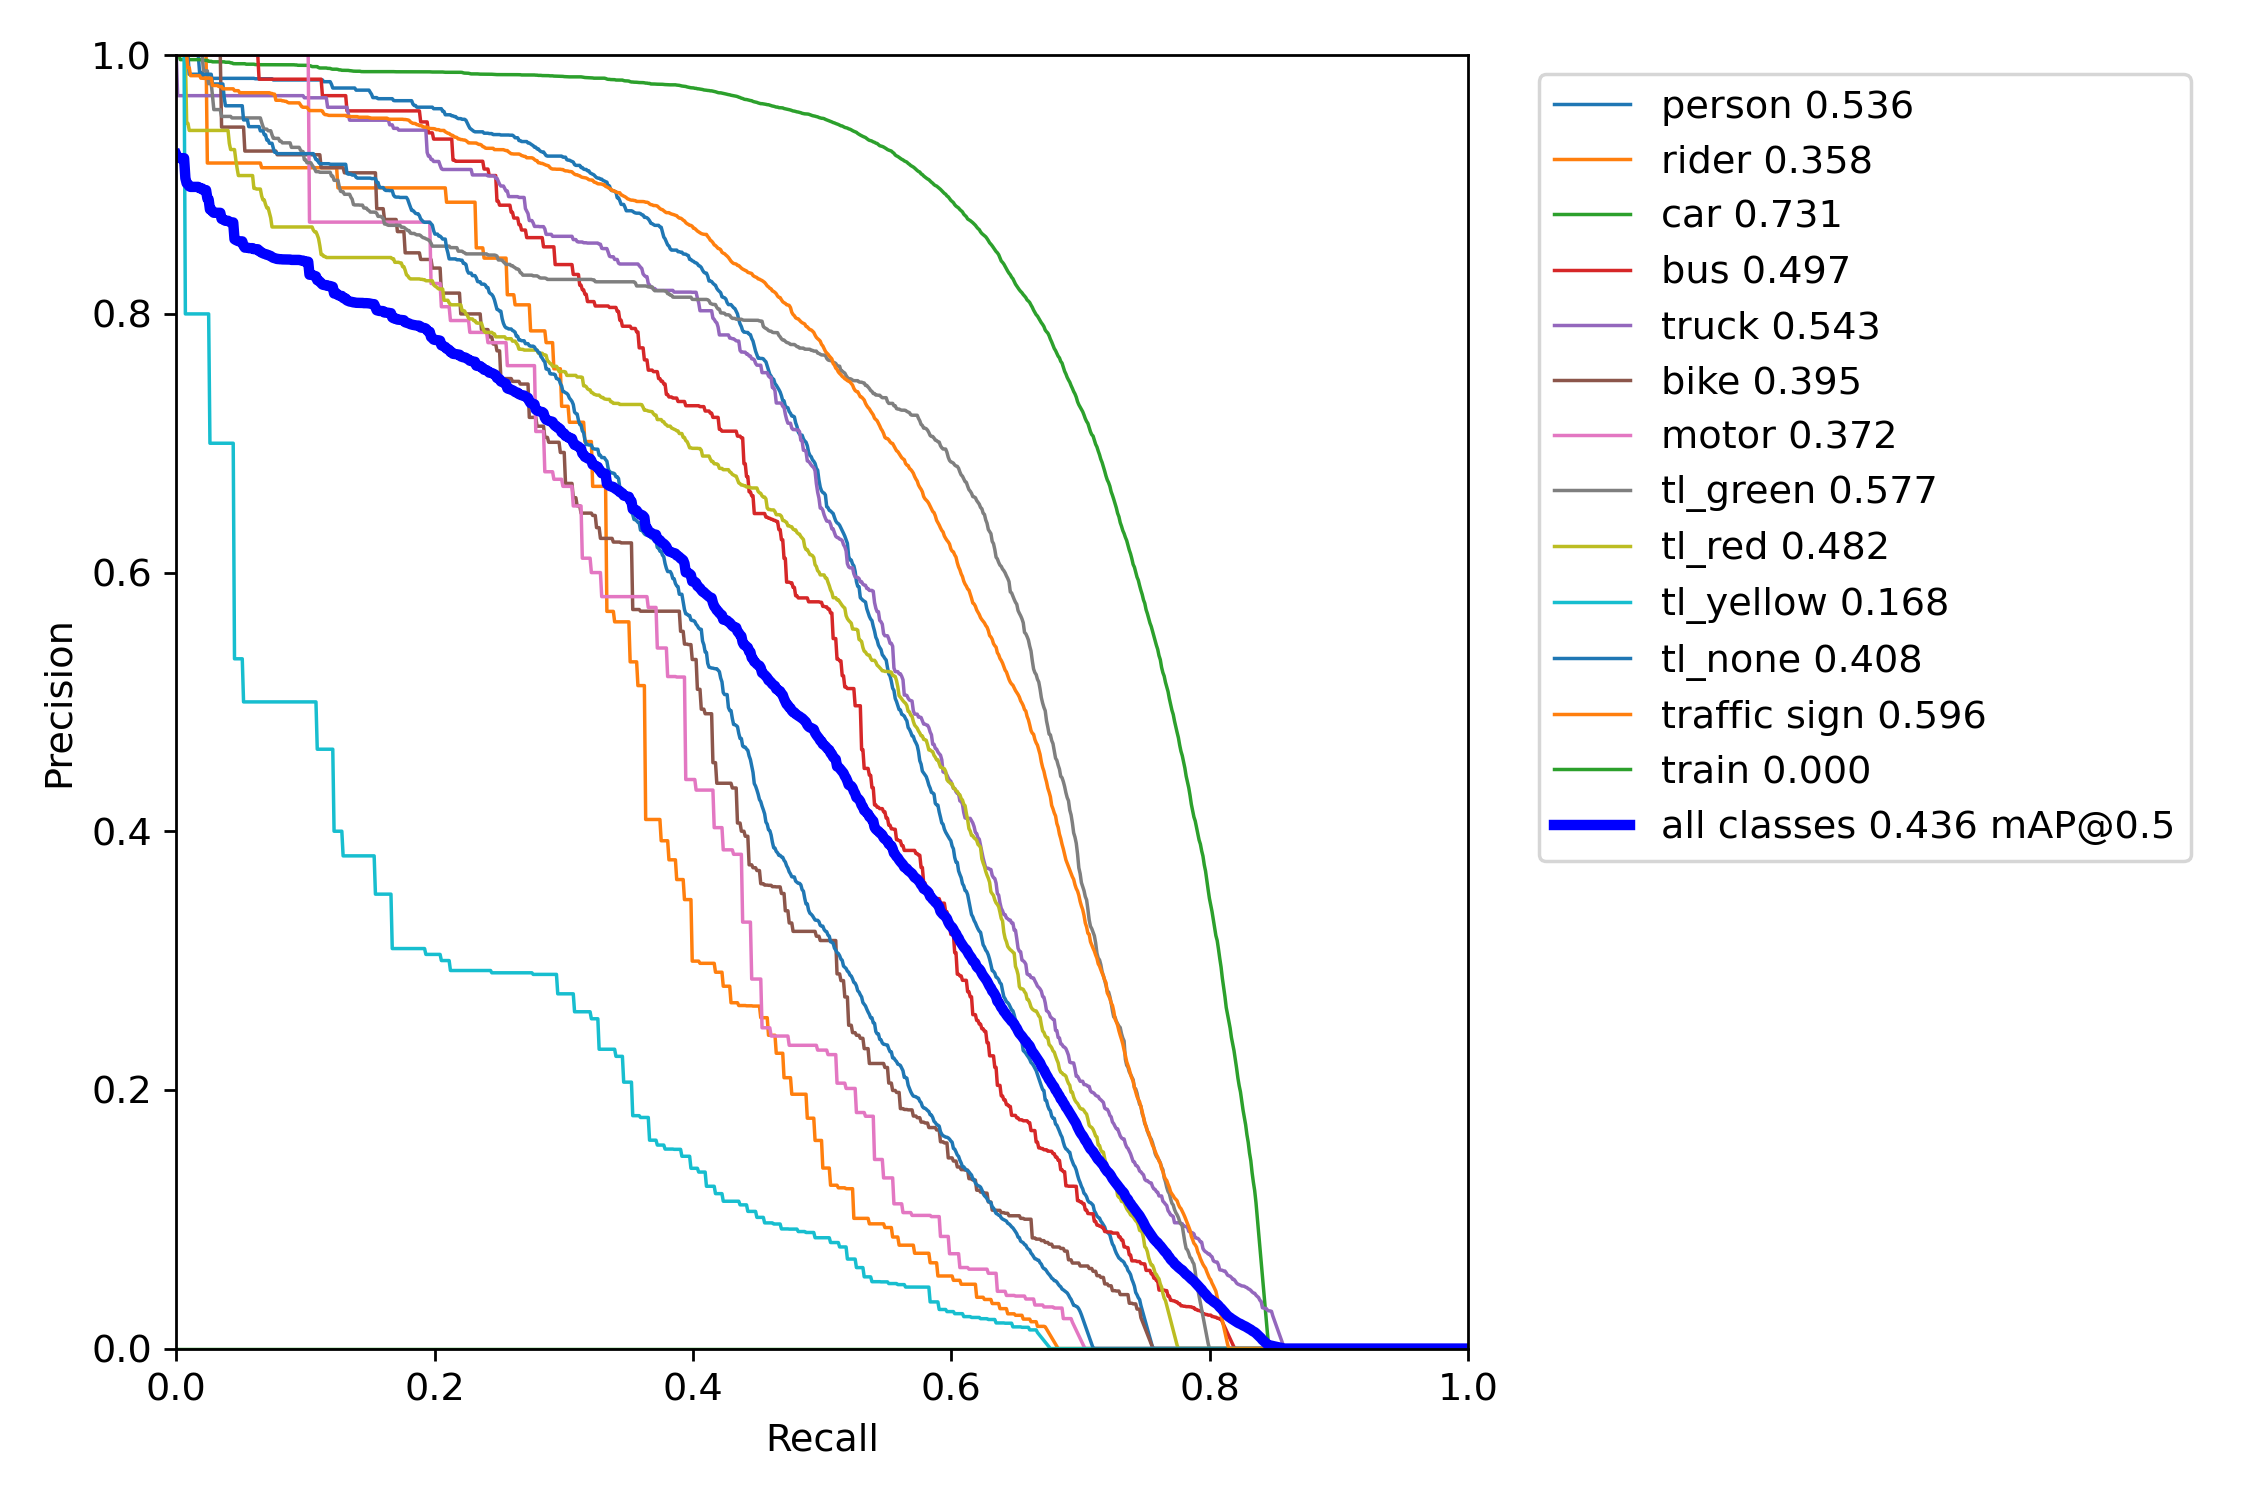 1.0
0.8
0.6
0.4
0.2
0.0
Precision
0.0 0.2 0.4 0.6 0.8 1.0
Recall
person 0.536
rider 0.358
car 0.731
bus 0.497
truck 0.543
bike 0.395
motor 0.372
tl_green 0.577
tl_red 0.482
tl_yellow 0.168
tl_none 0.408
traffic sign 0.596
train 0.000
all classes 0.436 mAP@0.5